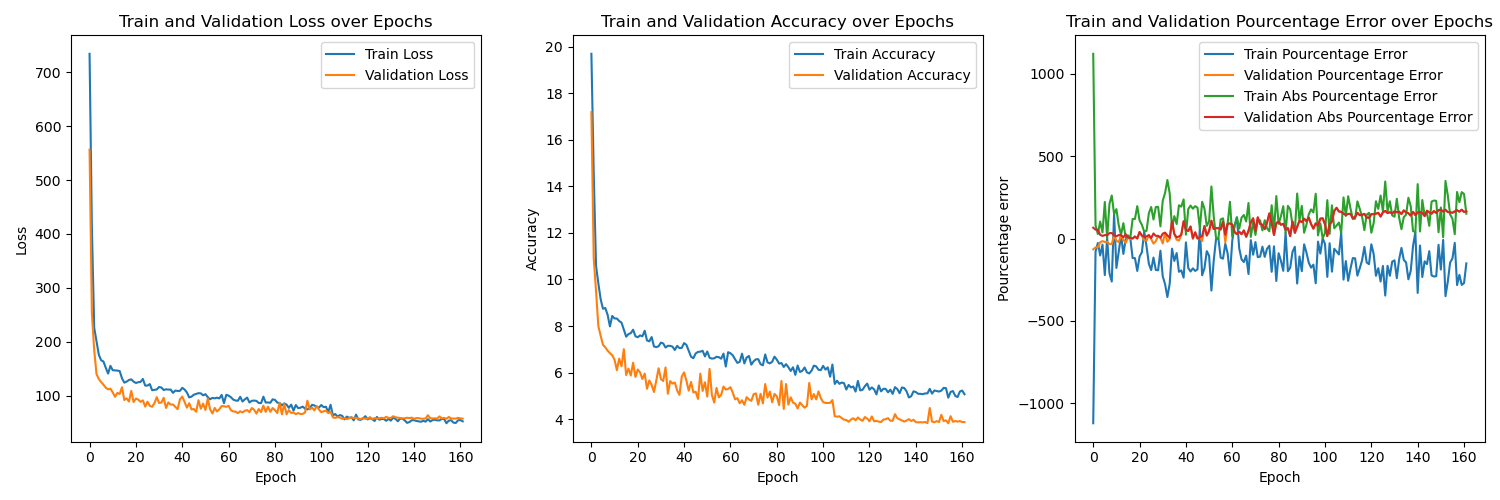 Train and Validation Loss over Epochs
Train Loss
Validation Loss
700
600
500
400
300
200
100
Loss
0 20 40 60 80 100 120 140 160
Epoch
Train and Validation Accuracy over Epochs
Train Accuracy
Validation Accuracy
20
18
16
14
12
10
8
6
4
Accuracy
0 20 40 60 80 100 120 140 160
Epoch
Train and Validation Pourcentage Error over Epochs
Train Pourcentage Error
Validation Pourcentage Error
Train Abs Pourcentage Error
Validation Abs Pourcentage Error
1000
500
0
−500
−1000
Pourcentage error
0 20 40 60 80 100 120 140 160
Epoch